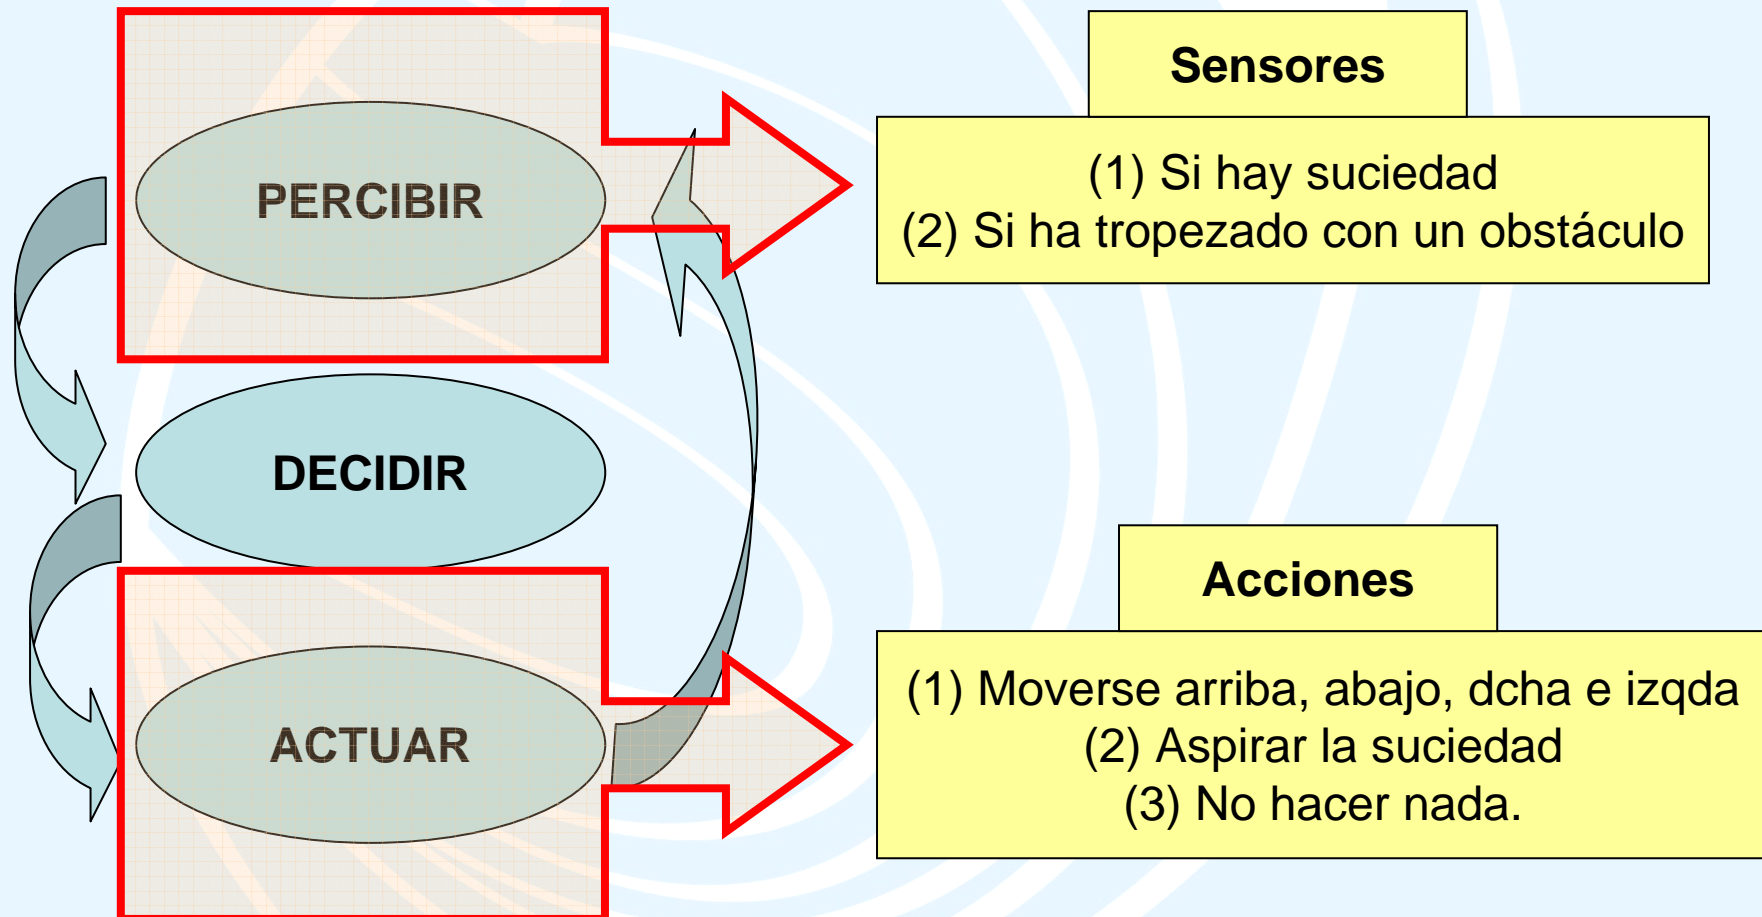 PERCIBIR
DECIDIR
ACTUAR
Sensores
(1) Si hay suciedad
(2) Si ha tropezado con un obstáculo
Acciones
(1) Moverse arriba, abajo, dcha e izqda
(2) Aspirar la suciedad
(3) No hacer nada.